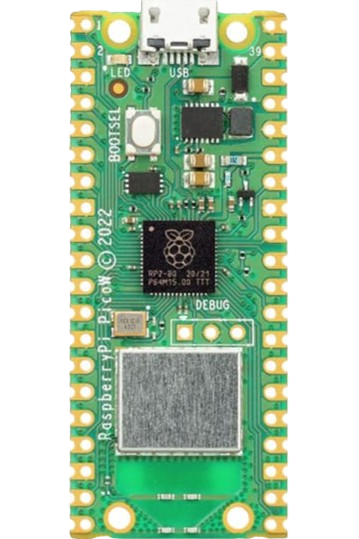 1
2
39
LED
USB
BOOTSEL
RP2-B0 20/21
P64M15.00 TTT
DEBUG
RaspberryPi PicoW © 2022